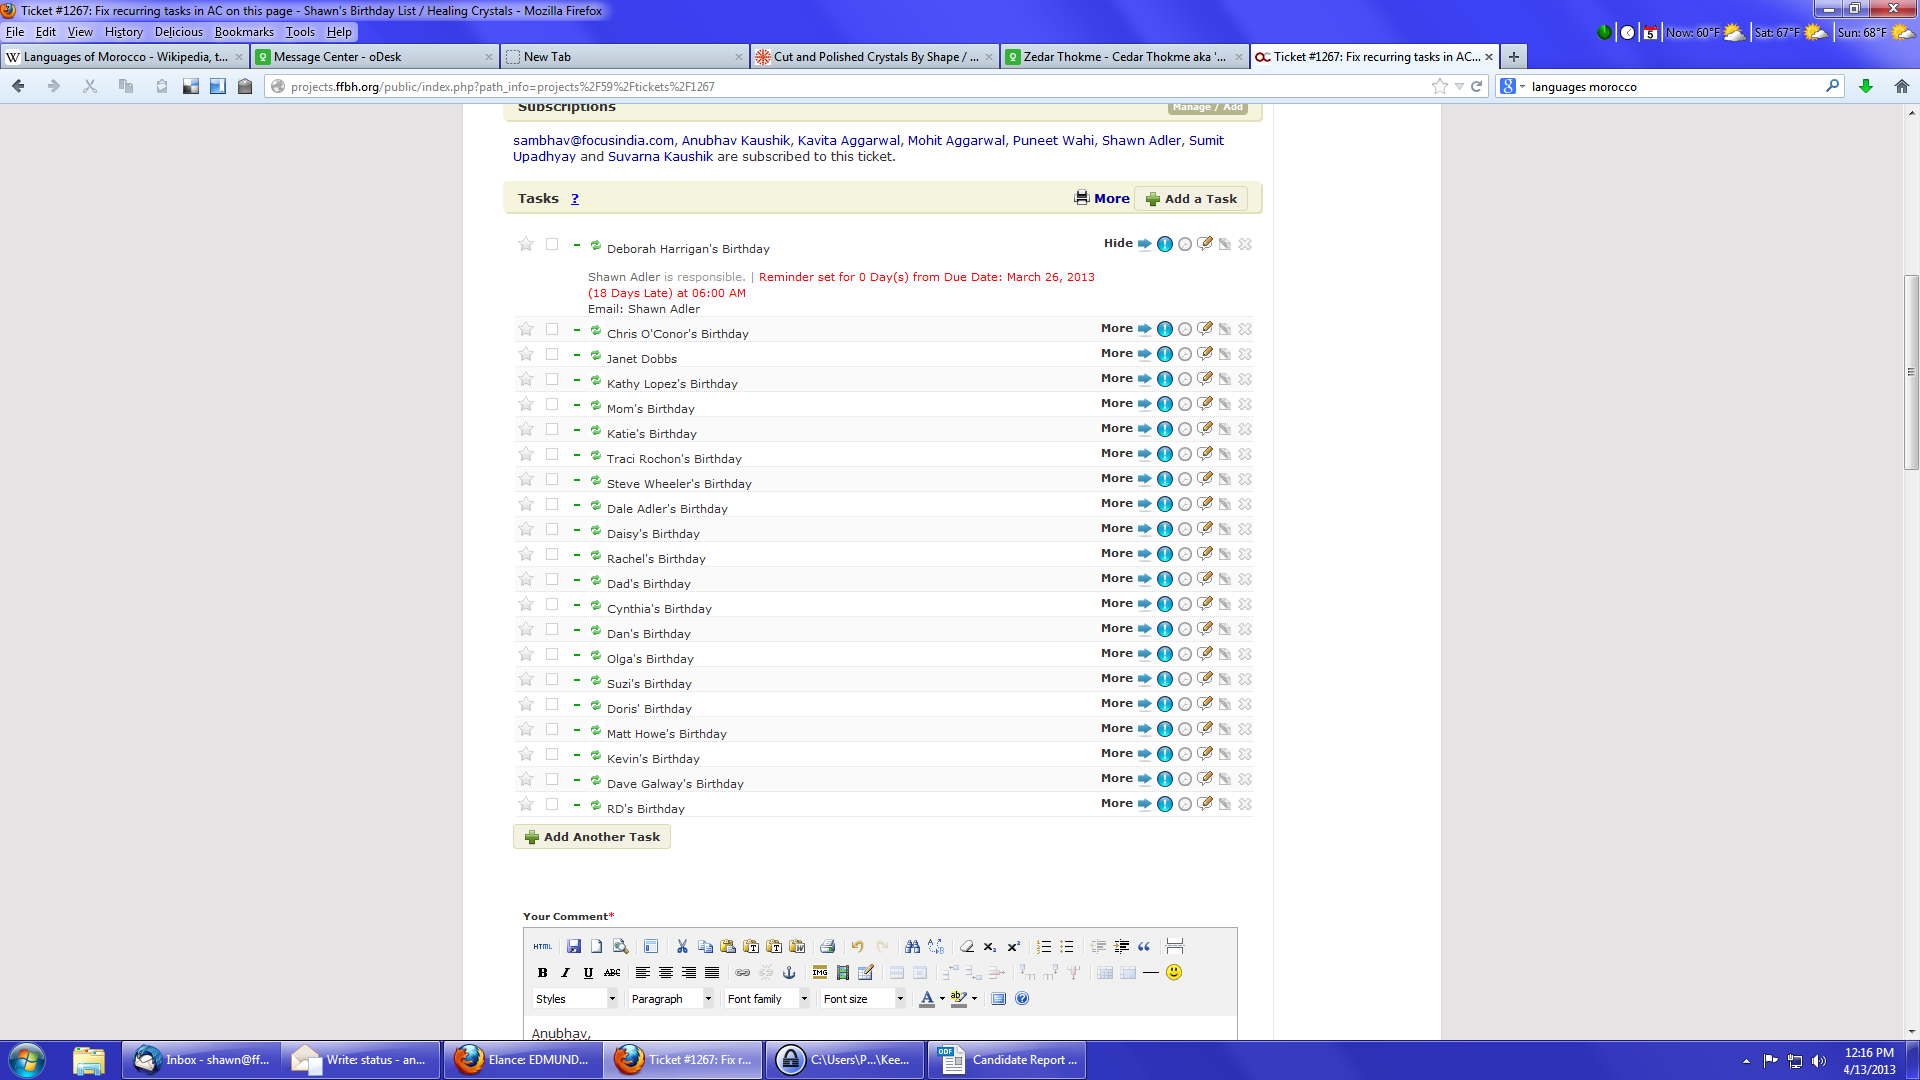 Ticket #1267: Fix recurring tasks in AC on this page - Shawn's Birthday List / Healing Crystals - Mozilla Firefox
File Edit View History Delicious Bookmarks Tools Help
5 Now: 60°F Sat: 67°F Sun: 68°F
Languages of Morocco - Wikipedia, t... Message Center - oDesk New Tab Cut and Polished Crystals By Shape / ... Zedar Thokme - Cedar Thokme aka '... Ticket #1267: Fix recurring tasks in AC...
projects.ffbh.org/public/index.php?path_info=projects%2F59%2Ftickets%2F1267 languages morocco
Subscriptions Manage / Add
sambhav@focusindia.com, Anubhav Kaushik, Kavita Aggarwal, Mohit Aggarwal, Puneet Wahi, Shawn Adler, Sumit
Upadhyay and Suvarna Kaushik are subscribed to this ticket.
Tasks ? More Add a Task
Deborah Harrigan's Birthday Hide
Shawn Adler is responsible. | Reminder set for 0 Day(s) from Due Date: March 26, 2013
(18 Days Late) at 06:00 AM
Email: Shawn Adler
Chris O'Conor's Birthday More
Janet Dobbs More
Kathy Lopez's Birthday More
Mom's Birthday More
Katie's Birthday More
Traci Rochon's Birthday More
Steve Wheeler's Birthday More
Dale Adler's Birthday More
Daisy's Birthday More
Rachel's Birthday More
Dad's Birthday More
Cynthia's Birthday More
Dan's Birthday More
Olga's Birthday More
Suzi's Birthday More
Doris' Birthday More
Matt Howe's Birthday More
Kevin's Birthday More
Dave Galway's Birthday More
RD's Birthday More
Add Another Task
Your Comment*
HTML
B I U ABC IMG
Styles Paragraph Font family Font size
Anubhav,
Inbox - shawn@ff... Write: status - an... Elance: EDMUND... Ticket #1267: Fix r... C:\Users\P...\Kee... Candidate Report ...
12:16 PM
4/13/2013